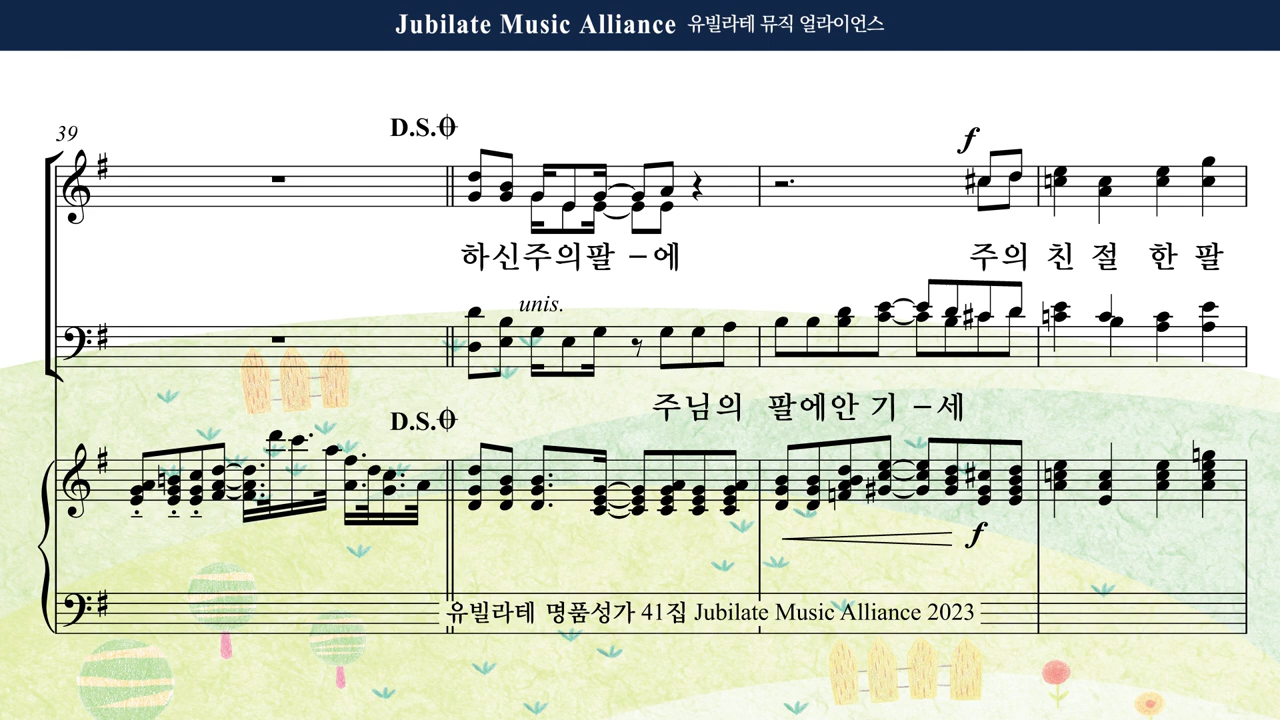 Jubilate Music Alliance 유빌라테 뮤직 얼라이언스
39
D.S.
f
하신주의팔 –에 주의 친 절 한 팔
unis.
주님의 팔에안 기 –세
D.S.
f
유빌라테 명품성가 41집 Jubilate Music Alliance 2023